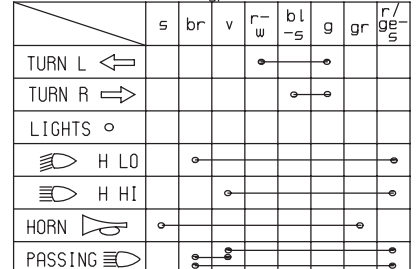 s br v r-w bl-s g gr r/ge-s
TURN L
TURN R
LIGHTS
H LO
H HI
HORN
PASSING